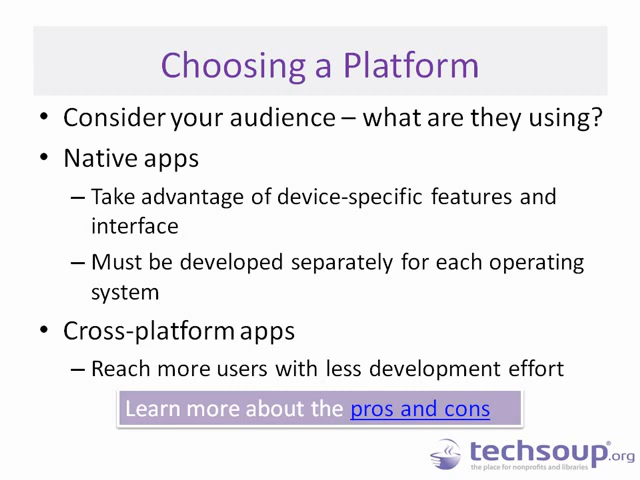 Choosing a Platform
• Consider your audience – what are they using?
• Native apps
– Take advantage of device-specific features and
interface
– Must be developed separately for each operating
system
• Cross-platform apps
– Reach more users with less development effort
Learn more about the pros and cons
techsoup.org
the place for nonprofits and libraries